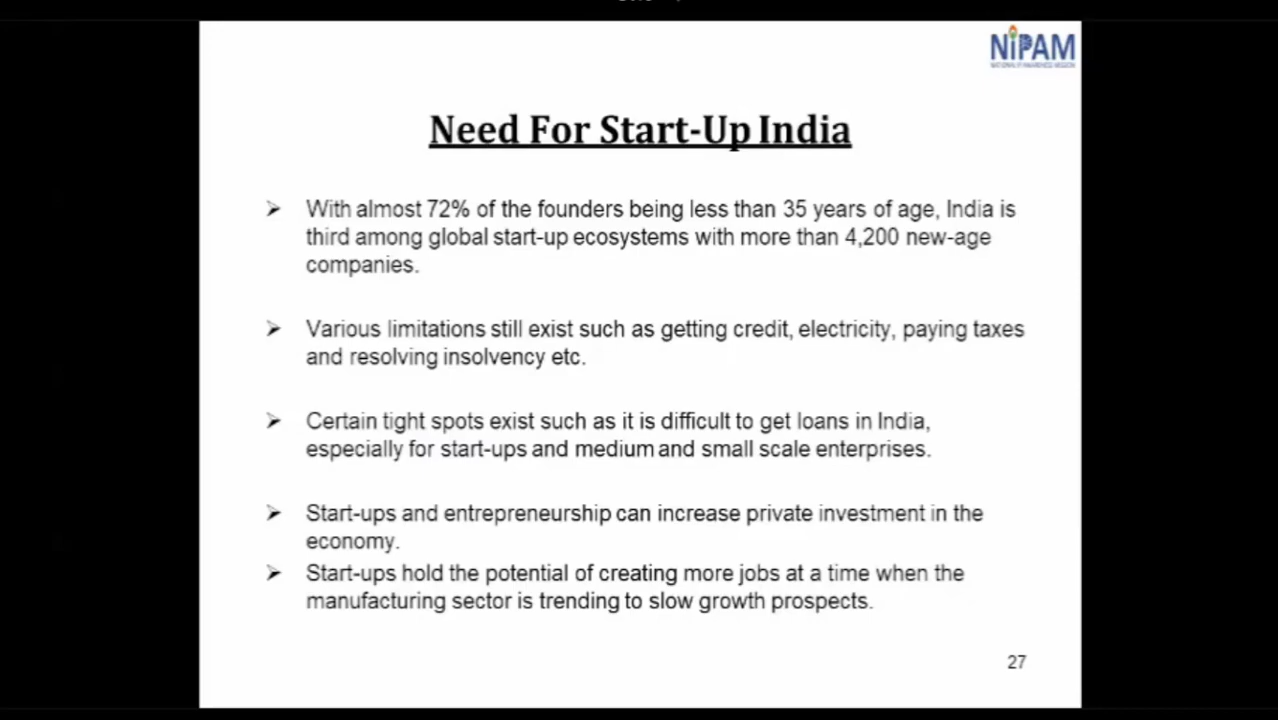 NIPAM
Need For Start-Up India
➢ With almost 72% of the founders being less than 35 years of age, India is
third among global start-up ecosystems with more than 4,200 new-age
companies.
➢ Various limitations still exist such as getting credit, electricity, paying taxes
and resolving insolvency etc.
➢ Certain tight spots exist such as it is difficult to get loans in India,
especially for start-ups and medium and small scale enterprises.
➢ Start-ups and entrepreneurship can increase private investment in the
economy.
➢ Start-ups hold the potential of creating more jobs at a time when the
manufacturing sector is trending to slow growth prospects.
27